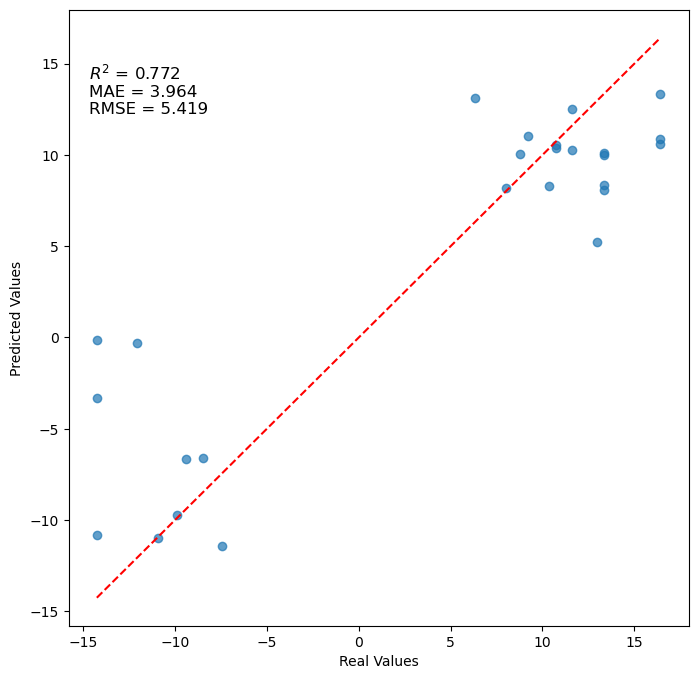 R² = 0.772
MAE = 3.964
RMSE = 5.419
15
10
5
0
−5
−10
−15
Predicted Values
−15 −10 −5 0 5 10 15
Real Values